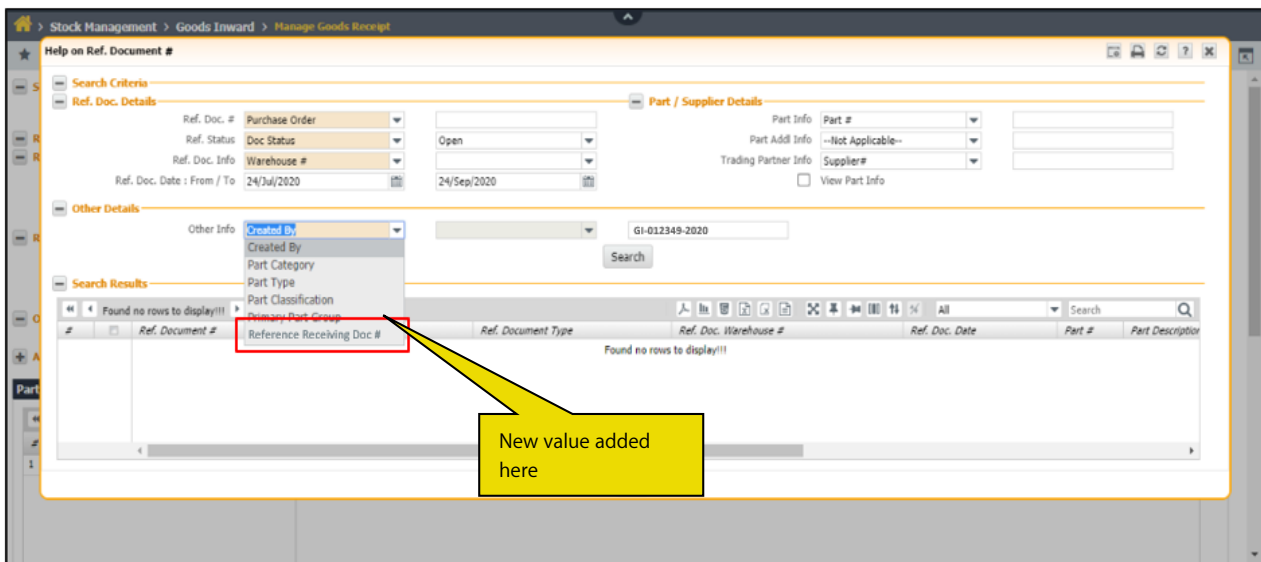 Stock Management > Goods Inward > Manage Goods Receipt
Help on Ref. Document #
Search Criteria
Ref. Doc. Details
Part / Supplier Details
Ref. Doc. # Purchase Order
Part Info Part #
Ref. Status Doc Status Open
Part Addl Info --Not Applicable--
Ref. Doc. Info Warehouse #
Trading Partner Info Supplier#
Ref. Doc. Date : From / To 24/Jul/2020 24/Sep/2020
View Part Info
Other Details
Other Info Created By GI-012349-2020
Created By
Part Category
Search
Part Type
Search Results
Part Classification
Found no rows to display!!!
All Search
Primary Part Group
# Ref. Document # Ref. Document Type Ref. Doc. Warehouse # Ref. Doc. Date Part # Part Description
Reference Receiving Doc #
Found no rows to display!!!
Part
#
1
New value added
here